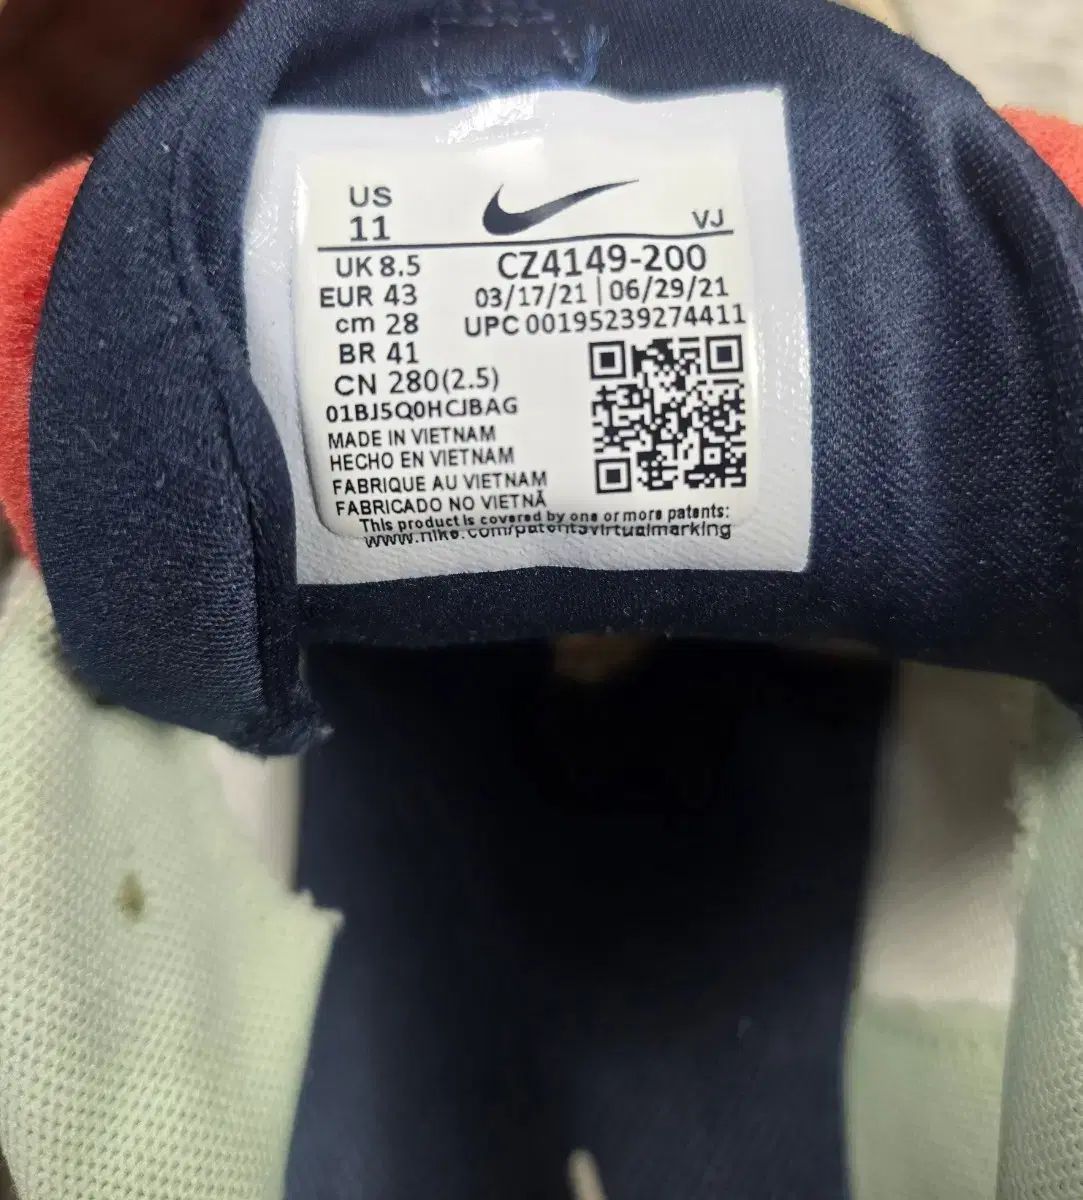 US
11
VJ
UK 8.5
CZ4149-200
EUR 43
03/17/21 | 06/29/21
cm 28
UPC 00195239274411
BR 41
CN 280(2.5)
01BJ5Q0HCJBAG
MADE IN VIETNAM
HECHO EN VIETNAM
FABRIQUE AU VIETNAM
FABRICADO NO VIETNÃ
This product is covered by one or more patents:
www.nike.com/patentsvirtualmarking